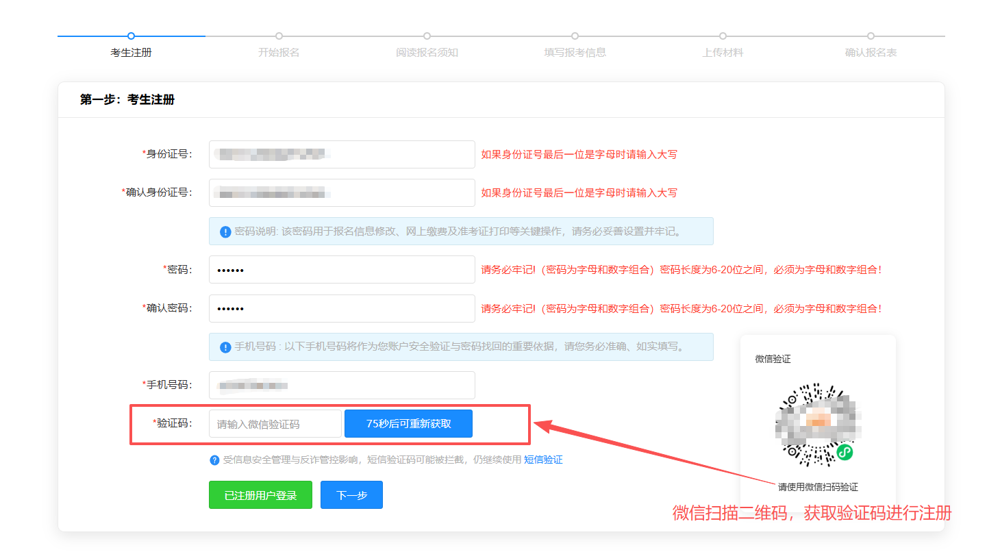 考生注册
开始报名
阅读报名须知
填写报考信息
上传材料
确认报名表
第一步：考生注册
*身份证号：
如果身份证号最后一位是字母时请输入大写
*确认身份证号：
如果身份证号最后一位是字母时请输入大写
密码说明: 该密码用于报名信息修改、网上缴费及准考证打印等关键操作，请务必妥善设置并牢记。
*密码：
••••••
请务必牢记!（密码为字母和数字组合）密码长度为6-20位之间，必须为字母和数字组合！
*确认密码：
••••••
请务必牢记!（密码为字母和数字组合）密码长度为6-20位之间，必须为字母和数字组合！
手机号码 : 以下手机号码将作为您账户安全验证与密码找回的重要依据，请您务必准确、如实填写。
*手机号码：
*验证码：
请输入微信验证码
75秒后可重新获取
受信息安全管理与反诈管控影响，短信验证码可能被拦截，仍继续使用 短信验证
已注册用户登录
下一步
微信验证
请使用微信扫码验证
微信扫描二维码，获取验证码进行注册